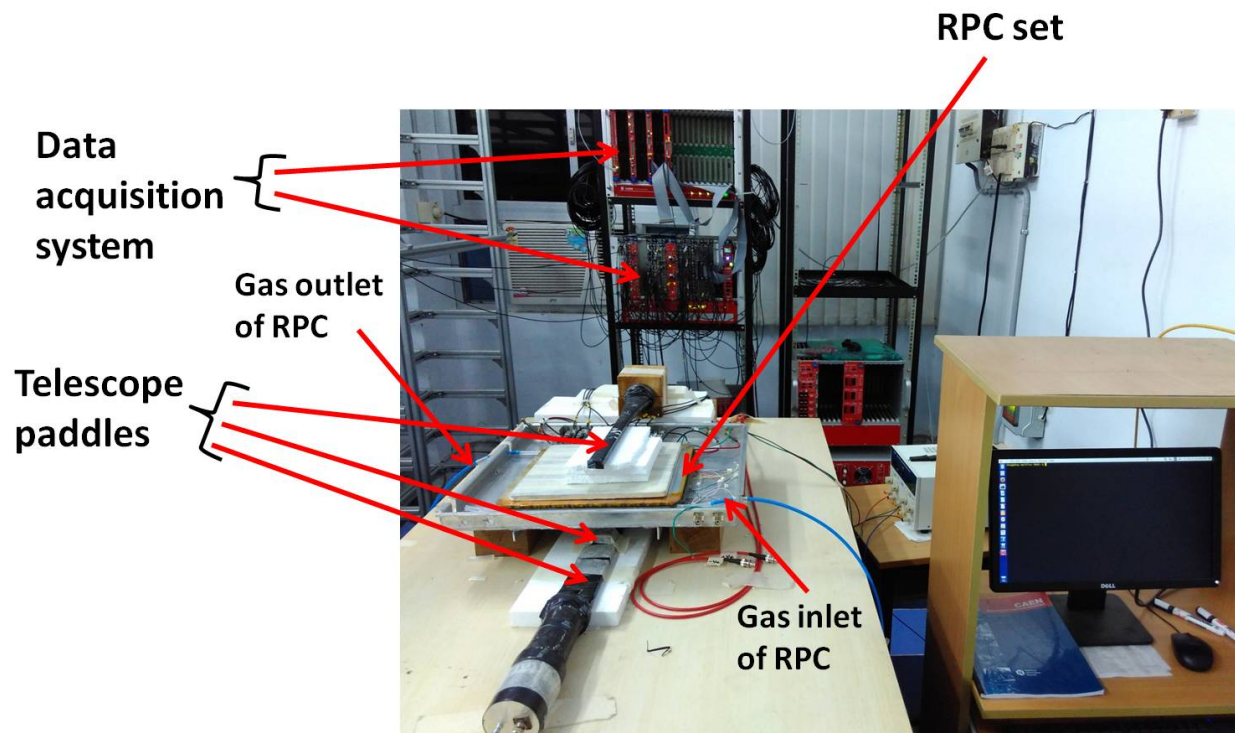 RPC set
Data
acquisition
system
Gas outlet
of RPC
Telescope
paddles
Gas inlet
of RPC
DELL
CAEN